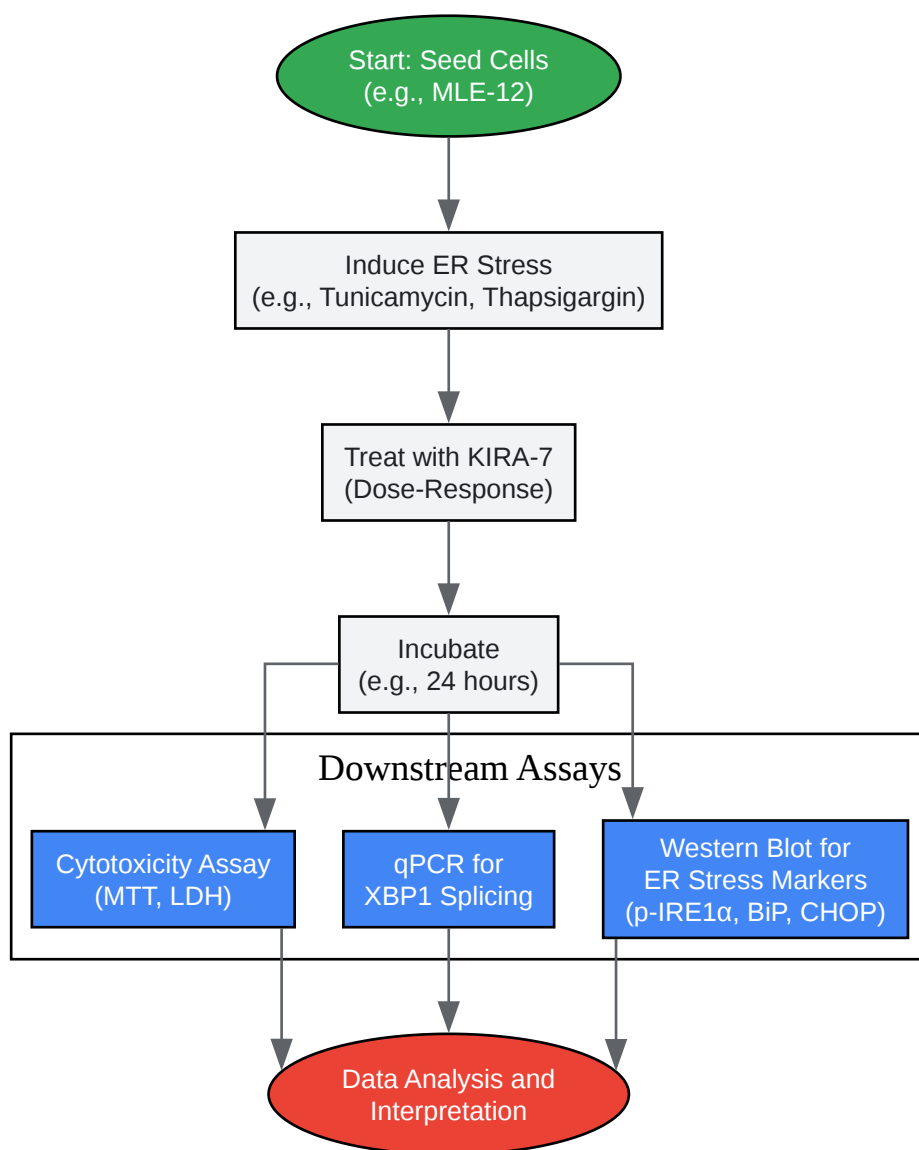 Start: Seed Cells
(e.g., MLE-12)
Induce ER Stress
(e.g., Tunicamycin, Thapsigargin)
Treat with KIRA-7
(Dose-Response)
Incubate
(e.g., 24 hours)
Downstream Assays
Cytotoxicity Assay
(MTT, LDH)
qPCR for
XBP1 Splicing
Western Blot for
ER Stress Markers
(p-IRE1α, BiP, CHOP)
Data Analysis and
Interpretation